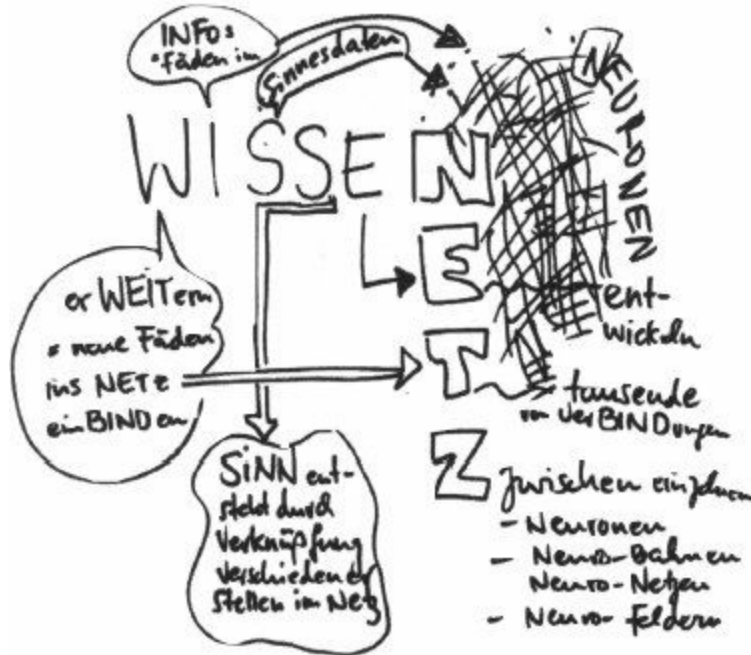 INFOs
= Fäden im
Sinnesdaten
WISSEN
NETZ
NEURONEN
erWEITern
= neue Fäden
ins NETz
einBINDen
SiNN ent-
steht durch
Verknüpfung
verschiedener
Stellen im Netz
ent-
wickeln
tausende
von VerBINDungen
zwischen einzelnen
- Neuronen
- Neuro-Bahnen
Neuro-Netzen
- Neuro-Feldern